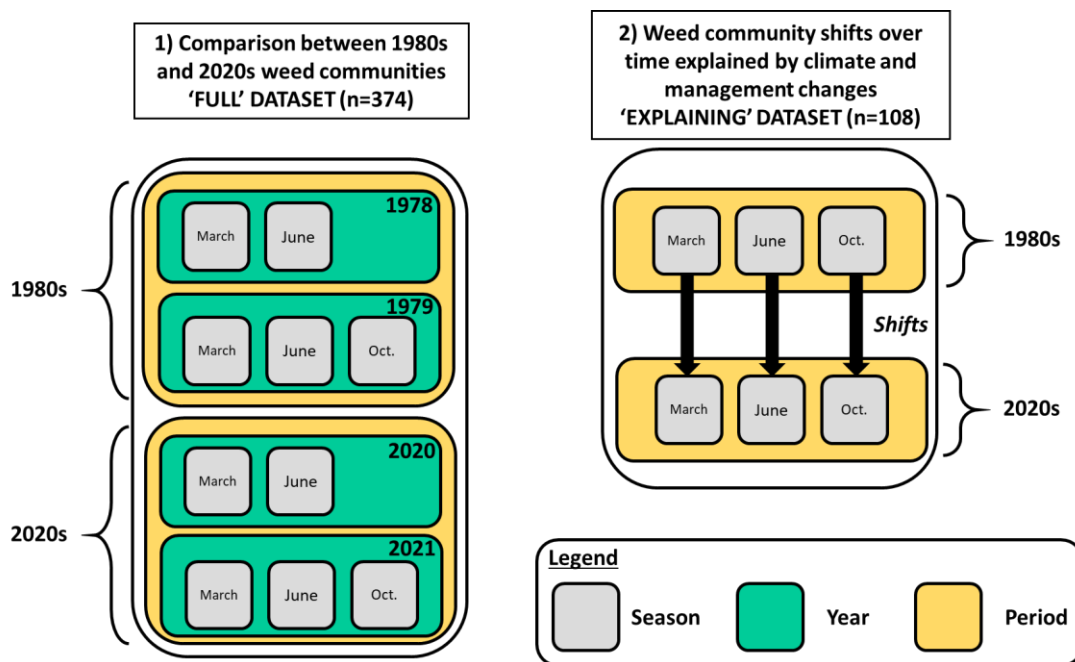 1) Comparison between 1980s
and 2020s weed communities
‘FULL’ DATASET (n=374)
1980s
1978
March
June
1979
March
June
Oct.
2020s
2020
March
June
2021
March
June
Oct.
2) Weed community shifts over
time explained by climate and
management changes
‘EXPLAINING’ DATASET (n=108)
March
June
Oct.
1980s
Shifts
March
June
Oct.
2020s
Legend
Season
Year
Period